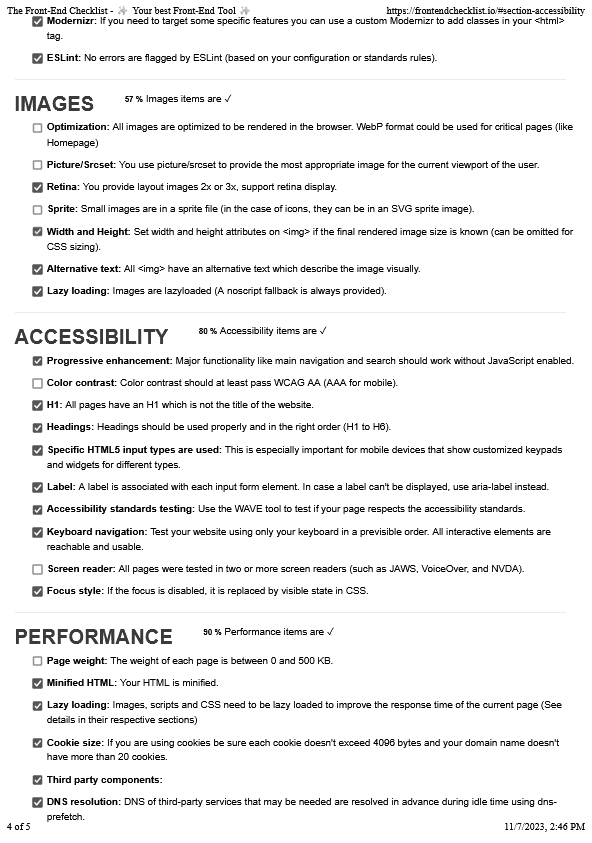 The Front-End Checklist - ✨ Your best Front-End Tool ✨ https://frontendchecklist.io/#section-accessibility
Modernizr: If you need to target some specific features you can use a custom Modernizr to add classes in your <html>
tag.
ESLint: No errors are flagged by ESLint (based on your configuration or standards rules).
IMAGES 57 % Images items are ✓
Optimization: All images are optimized to be rendered in the browser. WebP format could be used for critical pages (like
Homepage)
Picture/Srcset: You use picture/srcset to provide the most appropriate image for the current viewport of the user.
Retina: You provide layout images 2x or 3x, support retina display.
Sprite: Small images are in a sprite file (in the case of icons, they can be in an SVG sprite image).
Width and Height: Set width and height attributes on <img> if the final rendered image size is known (can be omitted for
CSS sizing).
Alternative text: All <img> have an alternative text which describe the image visually.
Lazy loading: Images are lazyloaded (A noscript fallback is always provided).
ACCESSIBILITY 80 % Accessibility items are ✓
Progressive enhancement: Major functionality like main navigation and search should work without JavaScript enabled.
Color contrast: Color contrast should at least pass WCAG AA (AAA for mobile).
H1: All pages have an H1 which is not the title of the website.
Headings: Headings should be used properly and in the right order (H1 to H6).
Specific HTML5 input types are used: This is especially important for mobile devices that show customized keypads
and widgets for different types.
Label: A label is associated with each input form element. In case a label can't be displayed, use aria-label instead.
Accessibility standards testing: Use the WAVE tool to test if your page respects the accessibility standards.
Keyboard navigation: Test your website using only your keyboard in a previsible order. All interactive elements are
reachable and usable.
Screen reader: All pages were tested in two or more screen readers (such as JAWS, VoiceOver, and NVDA).
Focus style: If the focus is disabled, it is replaced by visible state in CSS.
PERFORMANCE 90 % Performance items are ✓
Page weight: The weight of each page is between 0 and 500 KB.
Minified HTML: Your HTML is minified.
Lazy loading: Images, scripts and CSS need to be lazy loaded to improve the response time of the current page (See
details in their respective sections)
Cookie size: If you are using cookies be sure each cookie doesn't exceed 4096 bytes and your domain name doesn't
have more than 20 cookies.
Third party components:
DNS resolution: DNS of third-party services that may be needed are resolved in advance during idle time using dns-
prefetch.
4 of 5 11/7/2023, 2:46 PM